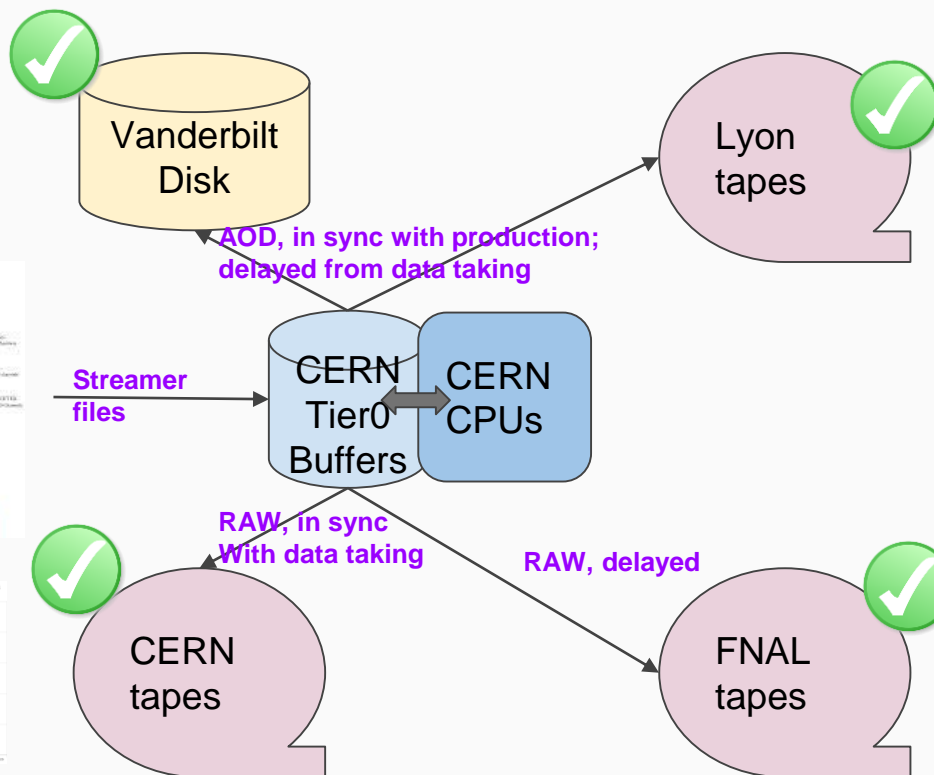 Vanderbilt
Disk
Lyon
tapes
AOD, in sync with production;
delayed from data taking
Streamer
files
CERN
Tier0
Buffers
CERN
CPUs
RAW, in sync
With data taking
RAW, delayed
CERN
tapes
FNAL
tapes